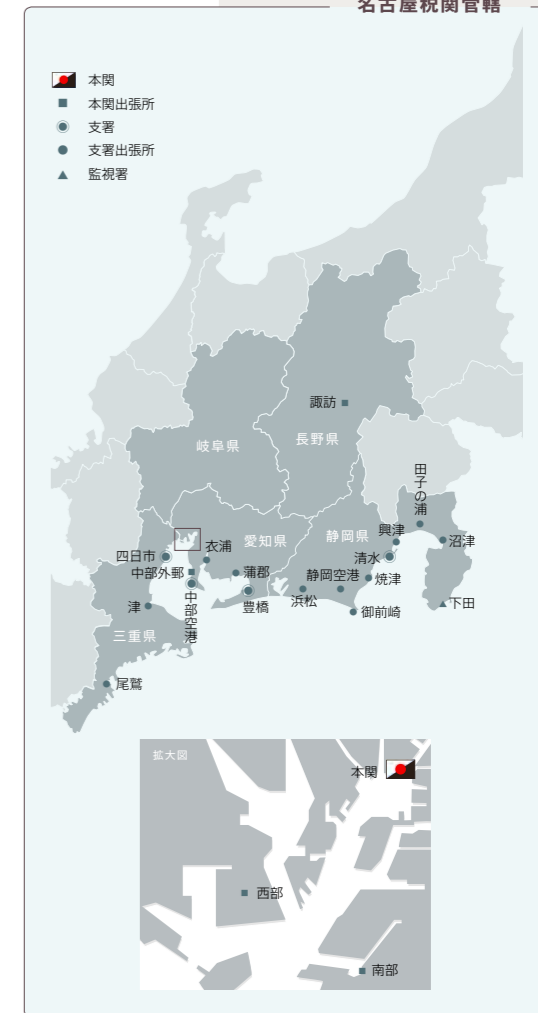 名古屋税関管轄
本関
本関出張所
支署
支署出張所
監視署
諏訪
長野県
岐阜県
田子の浦
興津
静岡県
愛知県
沼津
衣浦
四日市
清水
中部外郵
蒲郡
静岡空港
焼津
中部空港
浜松
下田
津
豊橋
御前崎
三重県
尾鷲
拡大図
本関
西部
南部